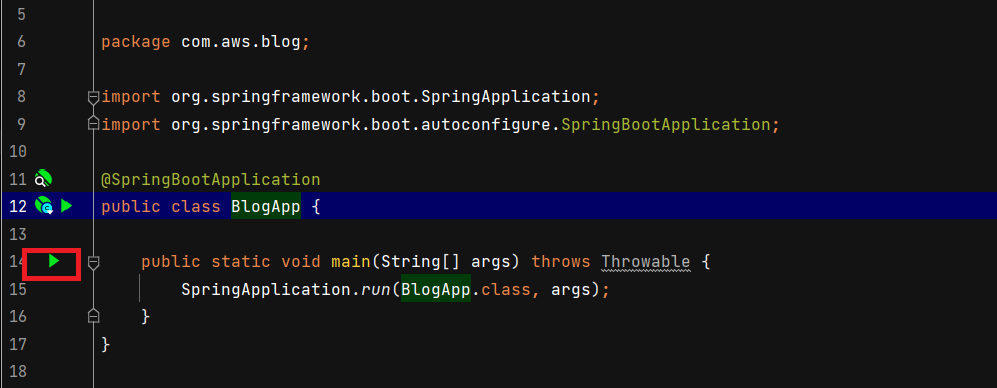 5
6 package com.aws.blog;
7
8 import org.springframework.boot.SpringApplication;
9 import org.springframework.boot.autoconfigure.SpringBootApplication;
10
11 @SpringBootApplication
12 public class BlogApp {
13
14 public static void main(String[] args) throws Throwable {
15 SpringApplication.run(BlogApp.class, args);
16 }
17 }
18